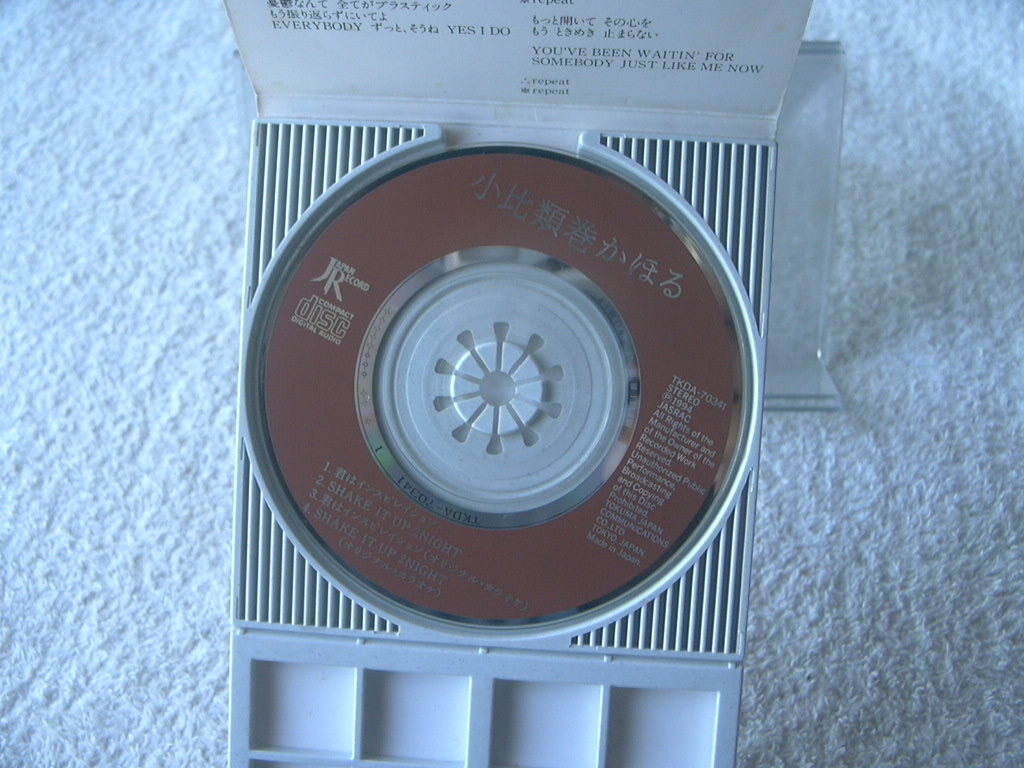 憂鬱なんて 全てがプラスティック
もう振り返らずにいてよ
EVERYBODY ずっと、そうね YES I DO
※repeat
もっと開いて その心を
もう ときめき 止まらない
YOU'VE BEEN WAITIN' FOR
SOMEBODY JUST LIKE ME NOW
∴repeat
※repeat
小比類巻かほる
JAPAN
RECORD
COMPACT
disc
DIGITAL AUDIO
TKDA-70341
STEREO
Ⓟ1994
JASRAC
All Rights of the
Manufacturer and
of the Owner of the
Recorded Work
Reserved.
Unauthorized Public
Performance
Broadcasting
and Copying
of this Disc
Prohibited
TOKUMA JAPAN
COMMUNICATIONS
CO.,LTD.
TOKYO JAPAN
Made in Japan.
1. 君はインスピレイション
2. SHAKE IT UP 2NIGHT
3. 君はインスピレイション(オリジナル・カラオケ)
4. SHAKE IT UP 2NIGHT
(オリジナル・カラオケ)
TKDA-70341 1